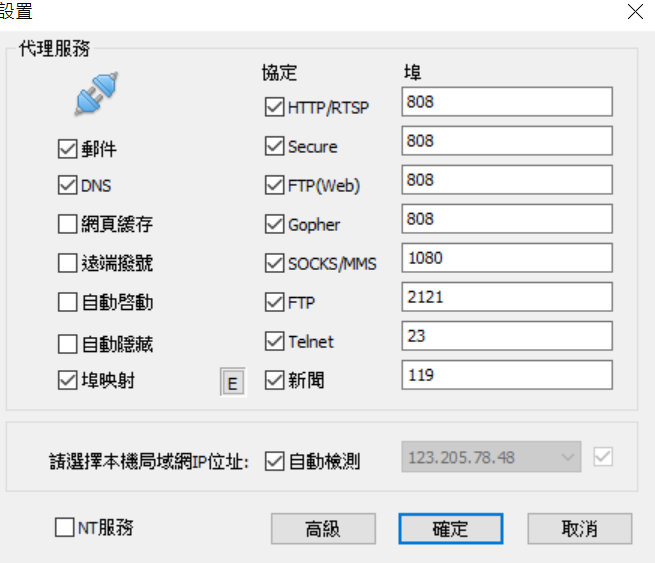 設置
代理服務
協定 埠
HTTP/RTSP 808
郵件 Secure 808
DNS FTP(Web) 808
網頁緩存 Gopher 808
遠端撥號 SOCKS/MMS 1080
自動啓動 FTP 2121
自動隱藏 Telnet 23
埠映射 E 新聞 119
請選擇本機局域網IP位址: 自動檢測 123.205.78.48
NT服務 高級 確定 取消